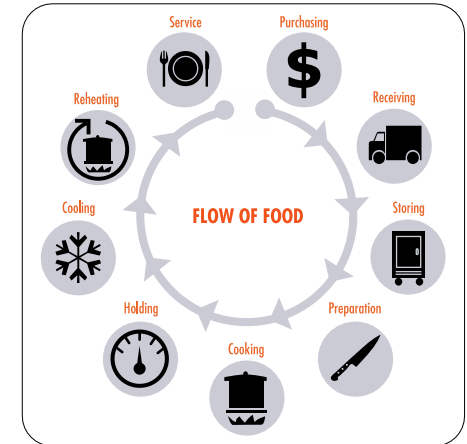 Service
Purchasing
$
Reheating
Receiving
FLOW OF FOOD
Cooling
Storing
Holding
Preparation
Cooking